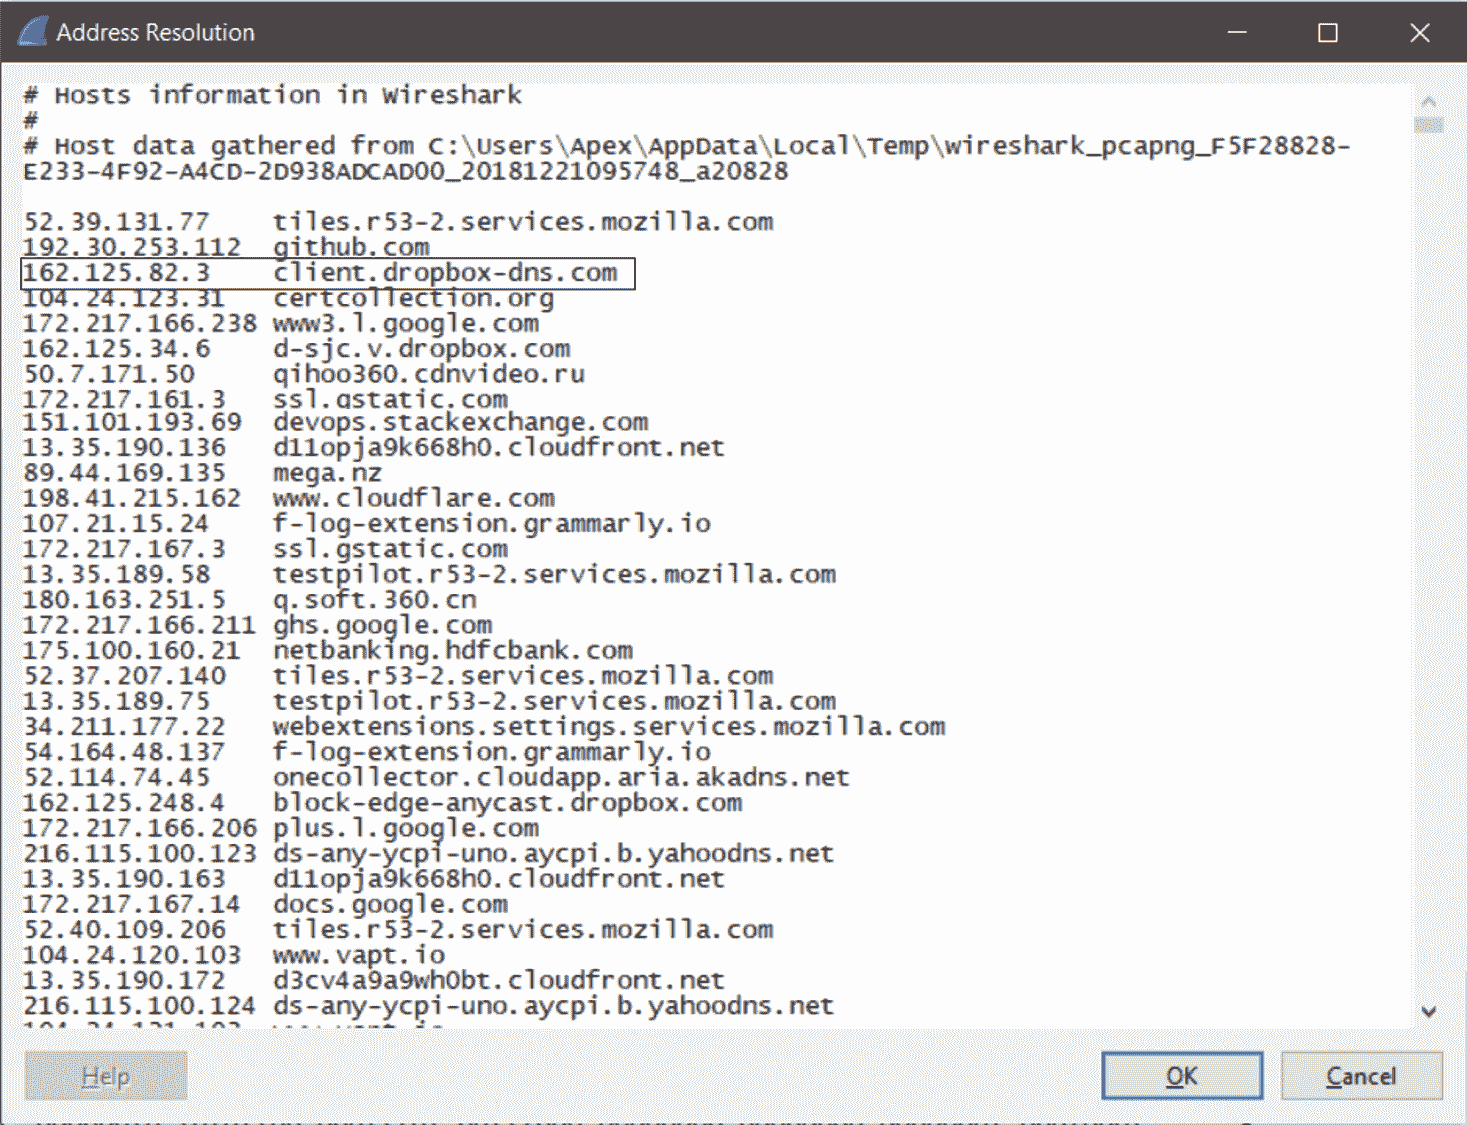 Address Resolution
# Hosts information in Wireshark
#
# Host data gathered from C:\Users\Apex\AppData\Local\Temp\wireshark_pcapng_F5F28828-
E233-4F92-A4CD-2D938ADCAD00_20181221095748_a20828
52.39.131.77 tiles.r53-2.services.mozilla.com
192.30.253.112 github.com
162.125.82.3 client.dropbox-dns.com
104.24.123.31 certcollection.org
172.217.166.238 www3.l.google.com
162.125.34.6 d-sjc.v.dropbox.com
50.7.171.50 qihoo360.cdnvideo.ru
172.217.161.3 ssl.gstatic.com
151.101.193.69 devops.stackexchange.com
13.35.190.136 d11opja9k668h0.cloudfront.net
89.44.169.135 mega.nz
198.41.215.162 www.cloudflare.com
107.21.15.24 f-log-extension.grammarly.io
172.217.167.3 ssl.gstatic.com
13.35.189.58 testpilot.r53-2.services.mozilla.com
180.163.251.5 q.soft.360.cn
172.217.166.211 ghs.google.com
175.100.160.21 netbanking.hdfcbank.com
52.37.207.140 tiles.r53-2.services.mozilla.com
13.35.189.75 testpilot.r53-2.services.mozilla.com
34.211.177.22 webextensions.settings.services.mozilla.com
54.164.48.137 f-log-extension.grammarly.io
52.114.74.45 onecollector.cloudapp.aria.akadns.net
162.125.248.4 block-edge-anycast.dropbox.com
172.217.166.206 plus.l.google.com
216.115.100.123 ds-any-ycpi-uno.aycpi.b.yahoodns.net
13.35.190.163 d11opja9k668h0.cloudfront.net
172.217.167.14 docs.google.com
52.40.109.206 tiles.r53-2.services.mozilla.com
104.24.120.103 www.vapt.io
13.35.190.172 d3cv4a9a9wh0bt.cloudfront.net
216.115.100.124 ds-any-ycpi-uno.aycpi.b.yahoodns.net
Help OK Cancel